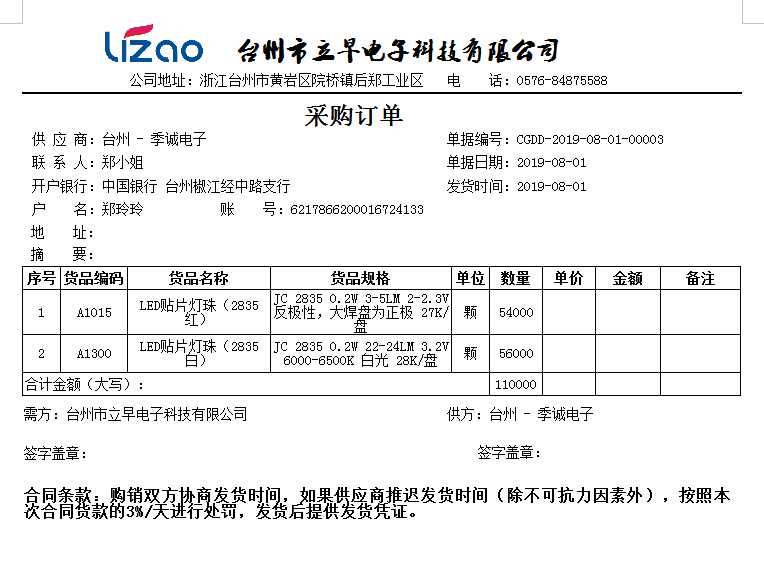 Lizao 台州市立早电子科技有限公司
公司地址：浙江台州市黄岩区院桥镇后郑工业区 电 话：0576-84875588
采购订单
供 应 商：台州 - 季诚电子 单据编号：CGDD-2019-08-01-00003
联 系 人：郑小姐 单据日期：2019-08-01
开户银行：中国银行 台州椒江经中路支行 发货时间：2019-08-01
户 名：郑玲玲 账 号：6217866200016724133
地 址：
摘 要：
序号 货品编码 货品名称 货品规格 单位 数量 单价 金额 备注
1 A1015 LED贴片灯珠（2835红） JC 2835 0.2W 3-5LM 2-2.3V 反极性，大焊盘为正极 27K/盘 颗 54000
2 A1300 LED贴片灯珠（2835白） JC 2835 0.2W 22-24LM 3.2V 6000-6500K 白光 28K/盘 颗 56000
合计金额（大写）： 110000
需方：台州市立早电子科技有限公司 供方：台州 - 季诚电子
签字盖章： 签字盖章：
合同条款：购销双方协商发货时间，如果供应商推迟发货时间（除不可抗力因素外），按照本
次合同货款的3%/天进行处罚，发货后提供发货凭证。